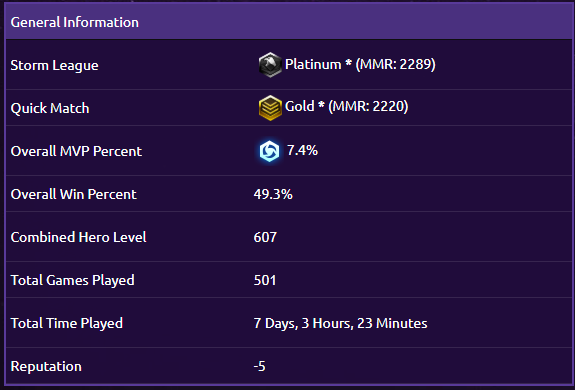 General Information
Storm League Platinum * (MMR: 2289)
Quick Match Gold * (MMR: 2220)
Overall MVP Percent 7.4%
Overall Win Percent 49.3%
Combined Hero Level 607
Total Games Played 501
Total Time Played 7 Days, 3 Hours, 23 Minutes
Reputation -5